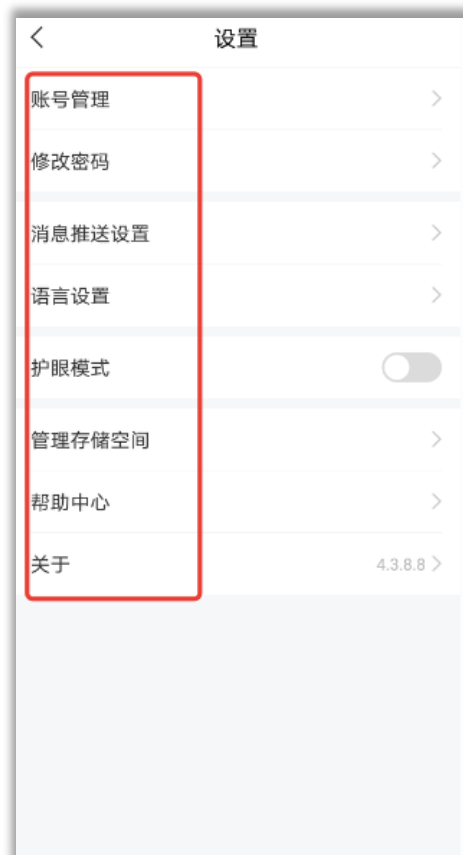 设置
账号管理
修改密码
消息推送设置
语言设置
护眼模式
管理存储空间
帮助中心
关于 4.3.8.8